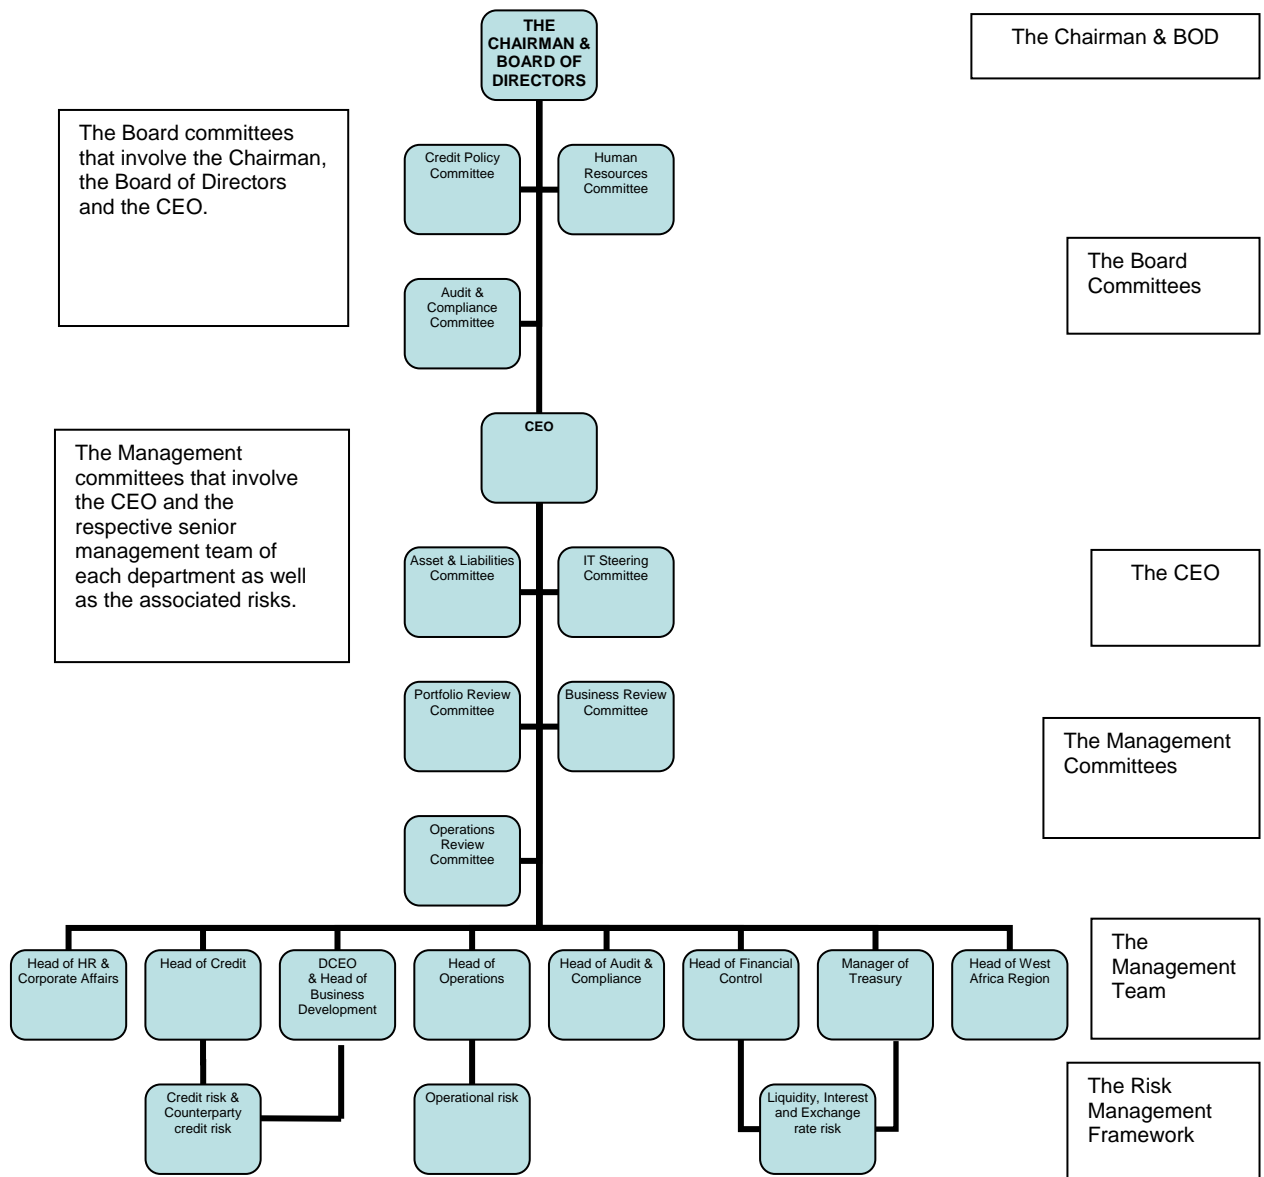 THE
CHAIRMAN &
BOARD OF
DIRECTORS
The Chairman & BOD
The Board committees
that involve the Chairman,
the Board of Directors
and the CEO.
Credit Policy
Committee
Human
Resources
Committee
The Board
Committees
Audit &
Compliance
Committee
CEO
The Management
committees that involve
the CEO and the
respective senior
management team of
each department as well
as the associated risks.
Asset & Liabilities
Committee
IT Steering
Committee
The CEO
Portfolio Review
Committee
Business Review
Committee
The Management
Committees
Operations
Review
Committee
Head of HR &
Corporate Affairs
Head of Credit
DCEO
& Head of
Business
Development
Head of
Operations
Head of Audit &
Compliance
Head of Financial
Control
Manager of
Treasury
Head of West
Africa Region
The
Management
Team
Credit risk &
Counterparty
credit risk
Operational risk
Liquidity, Interest
and Exchange
rate risk
The Risk
Management
Framework